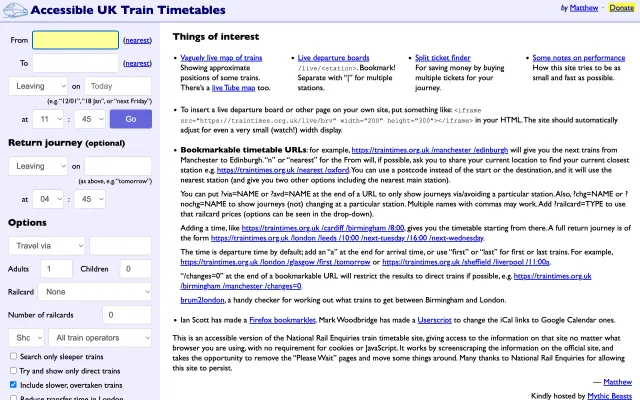 Accessible UK Train Timetables
by Matthew · Donate
From (nearest)
To (nearest)
Leaving on Today
(e.g. "12/01", "18 Jan", or "next Friday")
at 11 : 45 Go
Return journey (optional)
Leaving on
(as above, e.g. "tomorrow")
at 04 : 45
Options
Travel via
Adults 1 Children 0
Railcard None
Number of railcards 0
Shc All train operators
Search only sleeper trains
Try and show only direct trains
Include slower, overtaken trains
Reduce transfer time in London
Things of interest
• Vaguely live map of trains
Showing approximate
positions of some trains.
There's a live Tube map too.
• Live departure boards
/live/<station>. Bookmark!
Separate with "|" for multiple
stations.
• Split ticket finder
For saving money by buying
multiple tickets for your
journey.
• Some notes on performance
How this site tries to be as
small and fast as possible.
• To insert a live departure board or other page on your own site, put something like: <iframe
src="https://traintimes.org.uk/live/brv" width="200" height="300"></iframe> in your HTML. The site should automatically
adjust for even a very small (watch!) width display.
• Bookmarkable timetable URLs: for example, https://traintimes.org.uk/manchester/edinburgh will give you the next trains from
Manchester to Edinburgh. "n" or "nearest" for the From will, if possible, ask you to share your current location to find your current closest
station e.g. https://traintimes.org.uk/nearest/oxford. You can use a postcode instead of the start or the destination, and it will use the
nearest station (and give you two other options including the nearest main station).
You can put ?via=NAME or ?avd=NAME at the end of a URL to only show journeys via/avoiding a particular station. Also, ?chg=NAME or ?
nochg=NAME to show journeys (not) changing at a particular station. Multiple names with commas may work. Add ?railcard=TYPE to use
that railcard prices (options can be seen in the drop-down).
Adding a time, like https://traintimes.org.uk/cardiff/birmingham/8:00, gives you the timetable starting from there. A full return journey is of
the form https://traintimes.org.uk/london/leeds/10:00/next-tuesday/16:00/next-wednesday.
The time is departure time by default; add an "a" at the end for arrival time, or use "first" or "last" for first or last trains. For example,
https://traintimes.org.uk/london/glasgow/first/tomorrow or https://traintimes.org.uk/sheffield/liverpool/11:00a.
"/changes=0" at the end of a bookmarkable URL will restrict the results to direct trains if possible, e.g. https://traintimes.org.uk
/birmingham/manchester/changes=0.
brum2london, a handy checker for working out what trains to get between Birmingham and London.
• Ian Scott has made a Firefox bookmarklet, Mark Woodbridge has made a Userscript to change the iCal links to Google Calendar ones.
This is an accessible version of the National Rail Enquiries train timetable site, giving access to the information on that site no matter what
browser you are using, with no requirement for cookies or JavaScript. It works by screenscraping the information on the official site, and
takes the opportunity to remove the "Please Wait" pages and move some things around. Many thanks to National Rail Enquiries for allowing
this site to persist.
— Matthew
Kindly hosted by Mythic Beasts